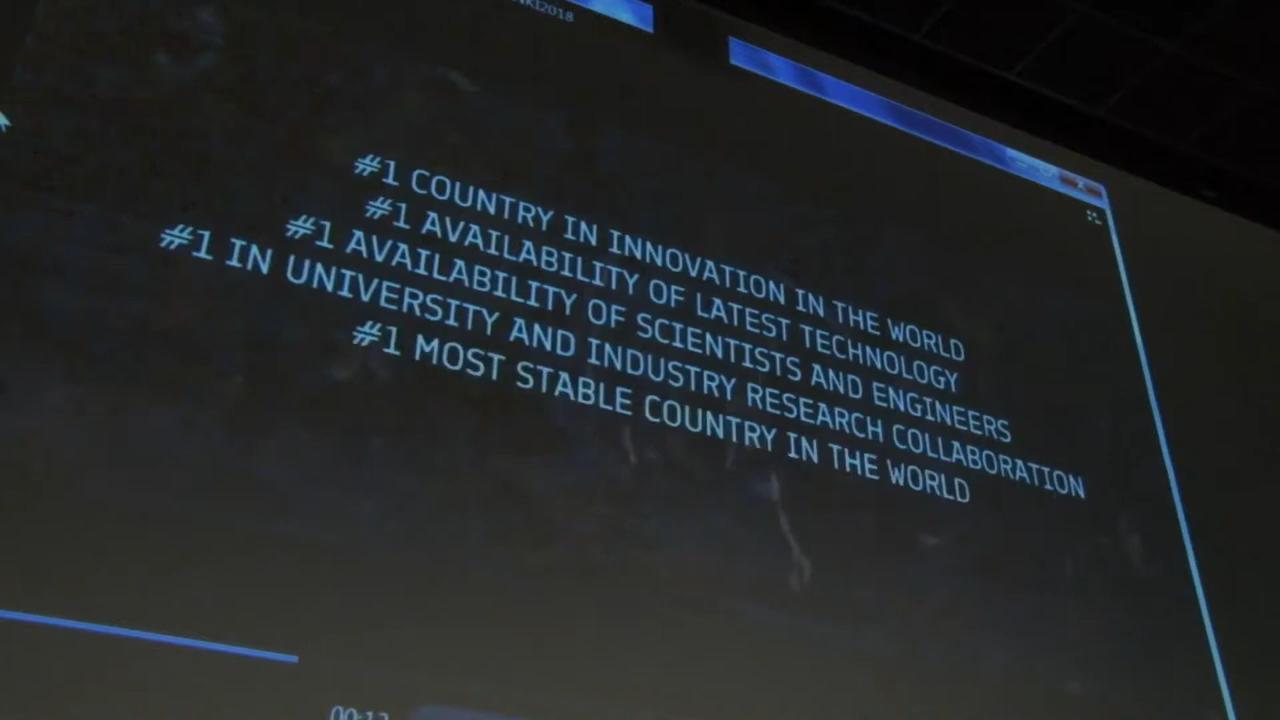 #1 COUNTRY IN INNOVATION IN THE WORLD
#1 AVAILABILITY OF LATEST TECHNOLOGY
#1 AVAILABILITY OF SCIENTISTS AND ENGINEERS
#1 IN UNIVERSITY AND INDUSTRY RESEARCH COLLABORATION
#1 MOST STABLE COUNTRY IN THE WORLD